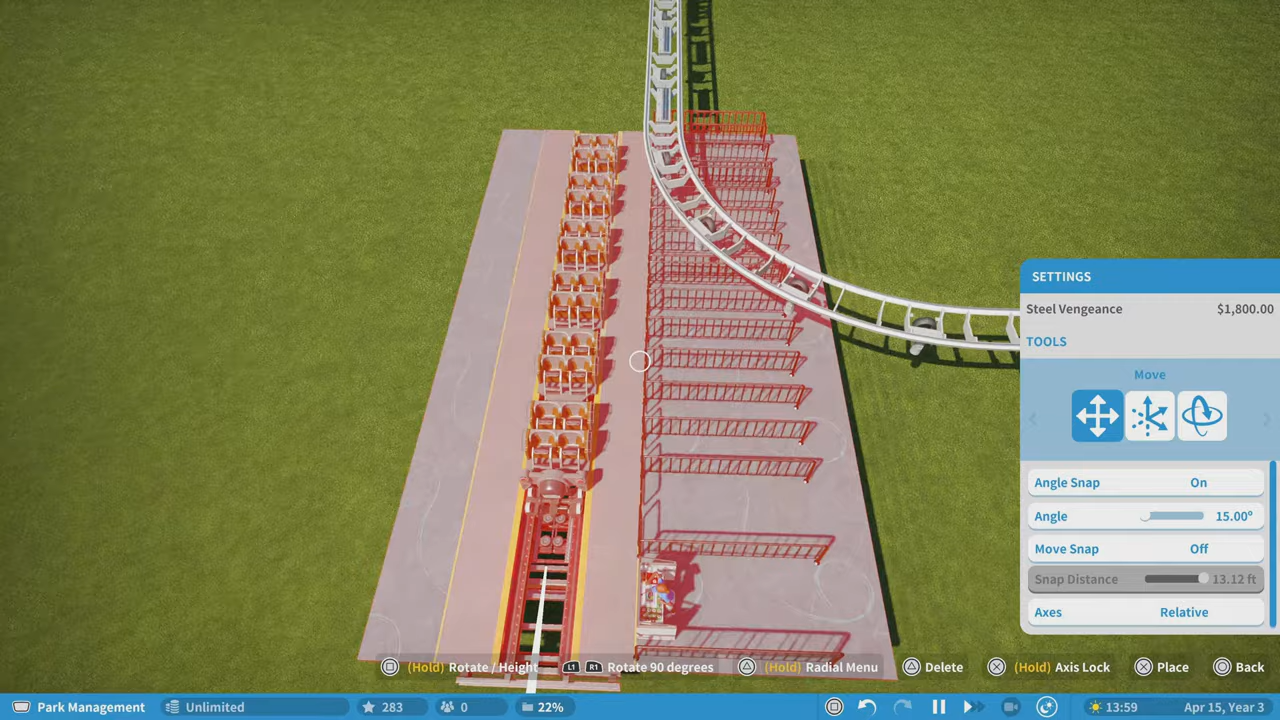 SETTINGS
Steel Vengeance $1,800.00
TOOLS
Move
Angle Snap On
Angle 15.00°
Move Snap Off
Snap Distance 13.12 ft
Axes Relative
(Hold) Rotate / Height L1 R1 Rotate 90 degrees (Hold) Radial Menu Delete (Hold) Axis Lock Place Back
Park Management Unlimited 283 0 22% 13:59 Apr 15, Year 3